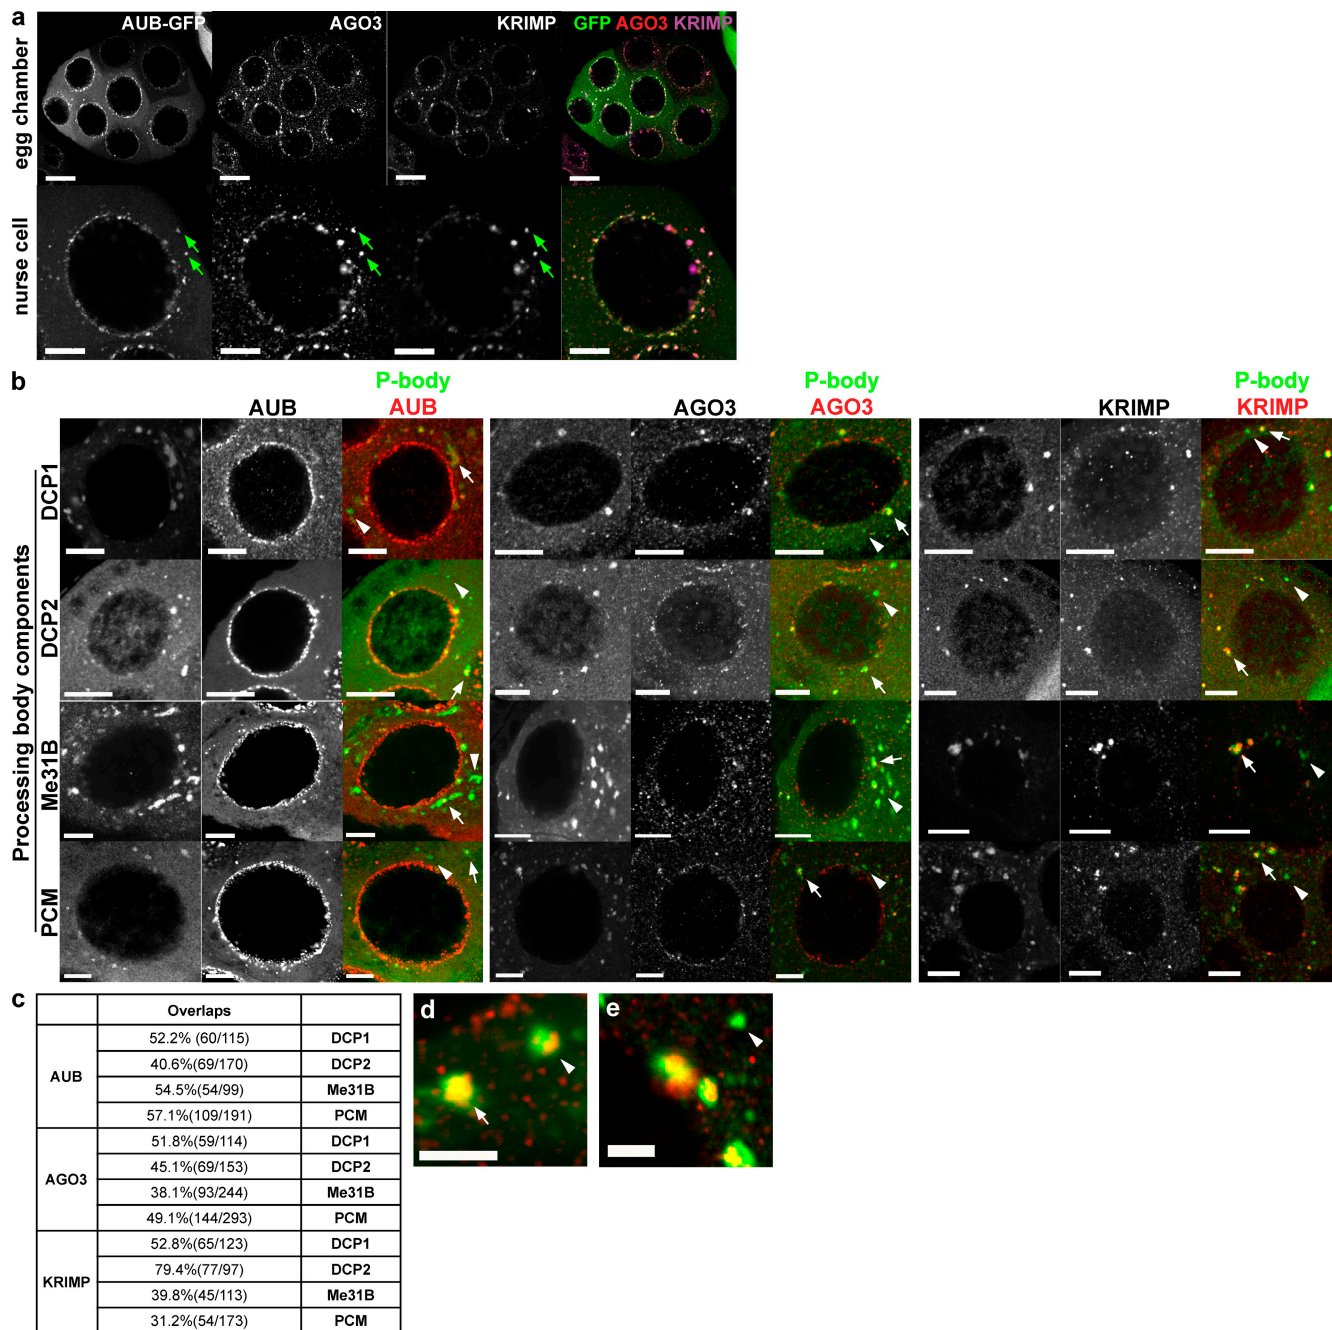 a
AUB-GFP AGO3 KRIMP GFP AGO3 KRIMP
egg chamber
nurse cell
b
P-body P-body P-body
AUB AUB AGO3 AGO3 KRIMP KRIMP
Processing body components
DCP1
DCP2
Me31B
PCM
c
Overlaps
AUB
52.2% (60/115) DCP1
40.6%(69/170) DCP2
54.5%(54/99) Me31B
57.1%(109/191) PCM
AGO3
51.8%(59/114) DCP1
45.1%(69/153) DCP2
38.1%(93/244) Me31B
49.1%(144/293) PCM
KRIMP
52.8%(65/123) DCP1
79.4%(77/97) DCP2
39.8%(45/113) Me31B
31.2%(54/173) PCM
d
e